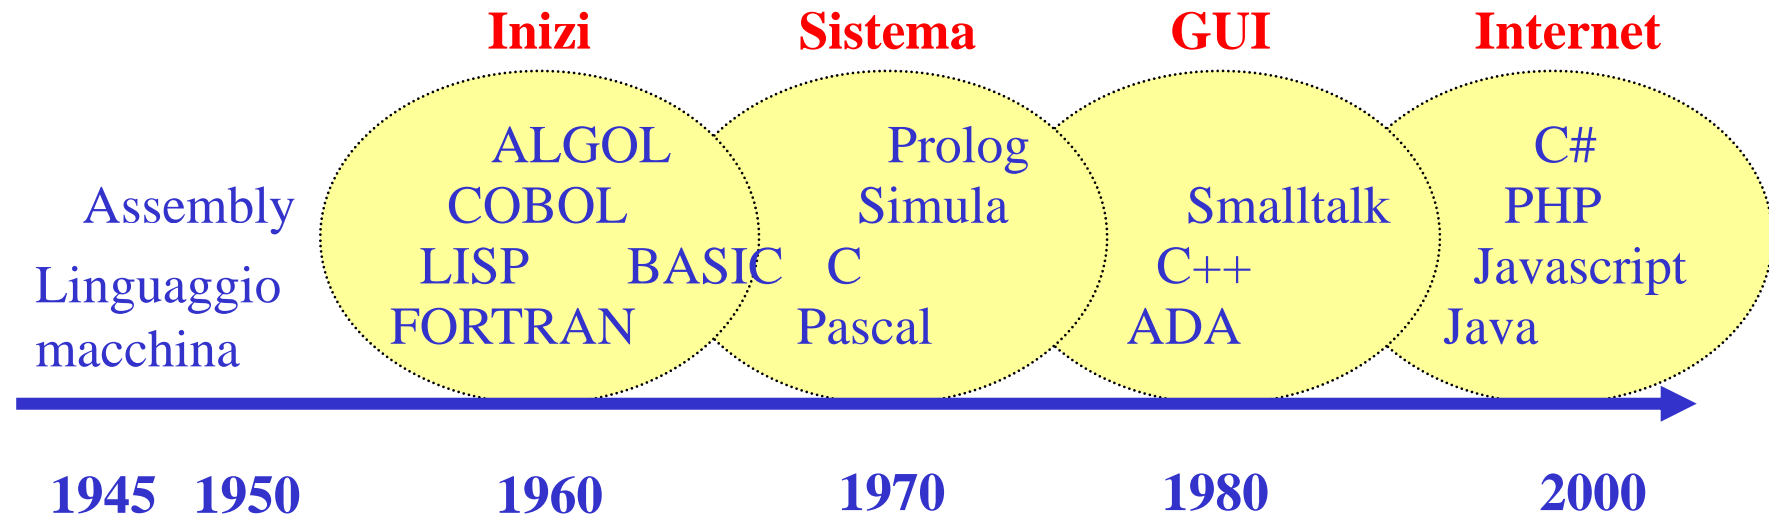 Inizi Sistema GUI Internet
ALGOL Prolog C#
Assembly COBOL Simula Smalltalk PHP
LISP BASIC C C++ Javascript
Linguaggio
macchina
FORTRAN Pascal ADA Java
1945 1950 1960 1970 1980 2000